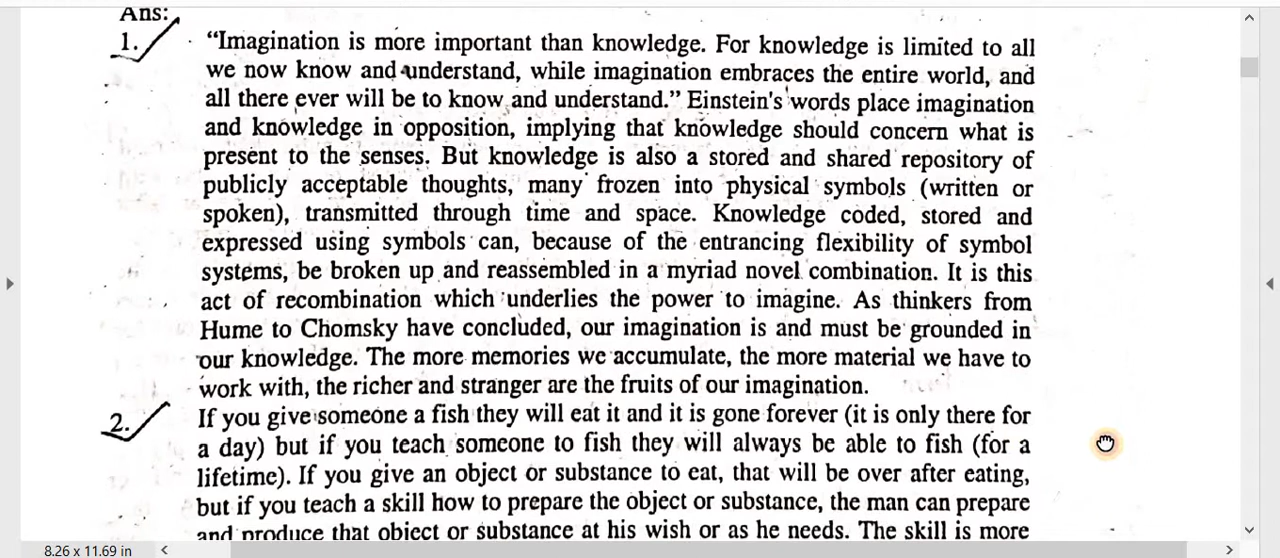 Ans:
1.
“Imagination is more important than knowledge. For knowledge is limited to all
we now know and understand, while imagination embraces the entire world, and
all there ever will be to know and understand.” Einstein's words place imagination
and knowledge in opposition, implying that knowledge should concern what is
present to the senses. But knowledge is also a stored and shared repository of
publicly acceptable thoughts, many frozen into physical symbols (written or
spoken), transmitted through time and space. Knowledge coded, stored and
expressed using symbols can, because of the entrancing flexibility of symbol
systems, be broken up and reassembled in a myriad novel combination. It is this
act of recombination which underlies the power to imagine. As thinkers from
Hume to Chomsky have concluded, our imagination is and must be grounded in
our knowledge. The more memories we accumulate, the more material we have to
work with, the richer and stranger are the fruits of our imagination.
2.
If you give someone a fish they will eat it and it is gone forever (it is only there for
a day) but if you teach someone to fish they will always be able to fish (for a
lifetime). If you give an object or substance to eat, that will be over after eating,
but if you teach a skill how to prepare the object or substance, the man can prepare
and produce that object or substance at his wish or as he needs. The skill is more
8.26 x 11.69 in